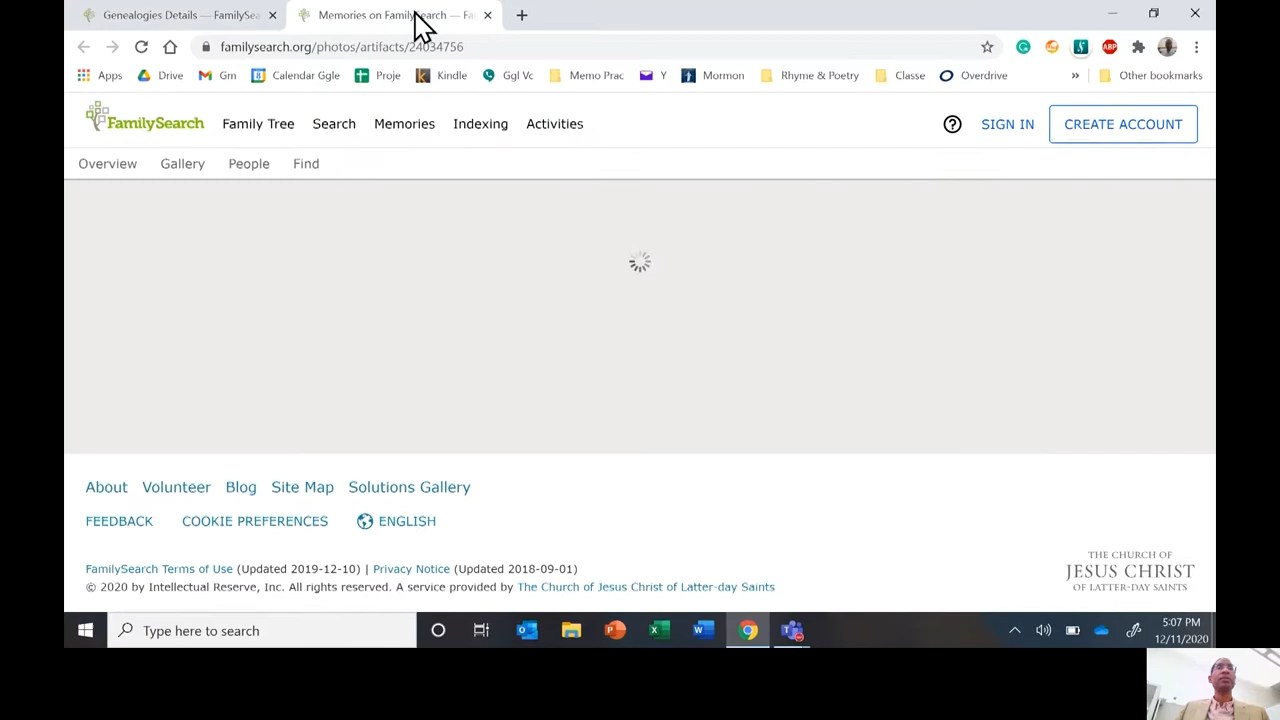 Genealogies Details — FamilySea
Memories on FamilySearch — Fa
familysearch.org/photos/artifacts/24034756
Apps Drive Gm Calendar Ggle Proje Kindle Ggl Vc Memo Prac Y Mormon Rhyme & Poetry Classe Overdrive » Other bookmarks
FamilySearch Family Tree Search Memories Indexing Activities SIGN IN CREATE ACCOUNT
Overview Gallery People Find
About Volunteer Blog Site Map Solutions Gallery
FEEDBACK COOKIE PREFERENCES ENGLISH
FamilySearch Terms of Use (Updated 2019-12-10) | Privacy Notice (Updated 2018-09-01)
© 2020 by Intellectual Reserve, Inc. All rights reserved. A service provided by The Church of Jesus Christ of Latter-day Saints
THE CHURCH OF
JESUS CHRIST
OF LATTER-DAY SAINTS
Type here to search
5:07 PM
12/11/2020